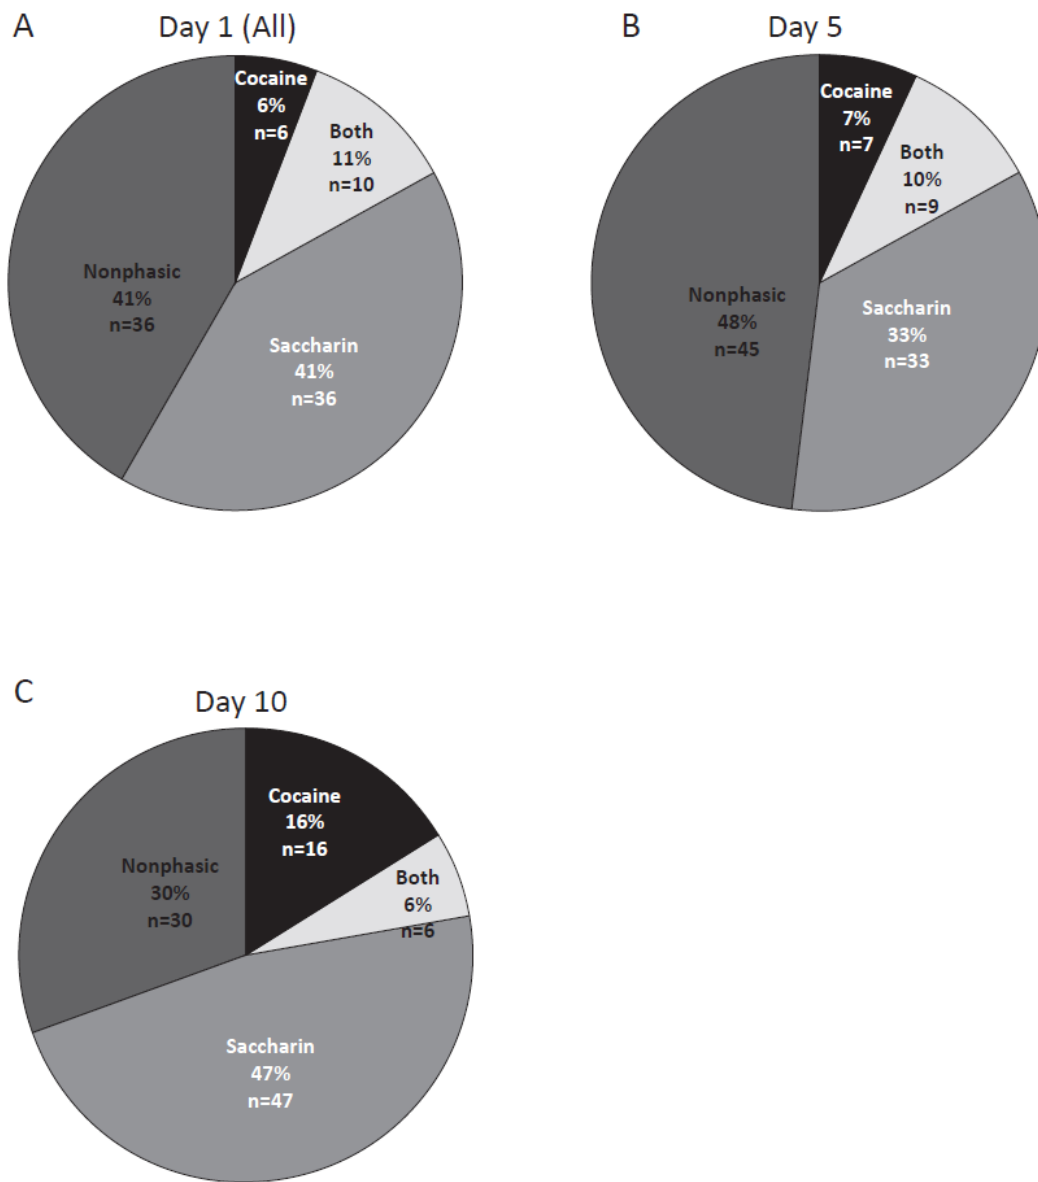 A
Day 1 (All)
Cocaine
6%
n=6
Both
11%
n=10
Nonphasic
41%
n=36
Saccharin
41%
n=36
B
Day 5
Cocaine
7%
n=7
Both
10%
n=9
Nonphasic
48%
n=45
Saccharin
33%
n=33
C
Day 10
Cocaine
16%
n=16
Both
6%
n=6
Nonphasic
30%
n=30
Saccharin
47%
n=47